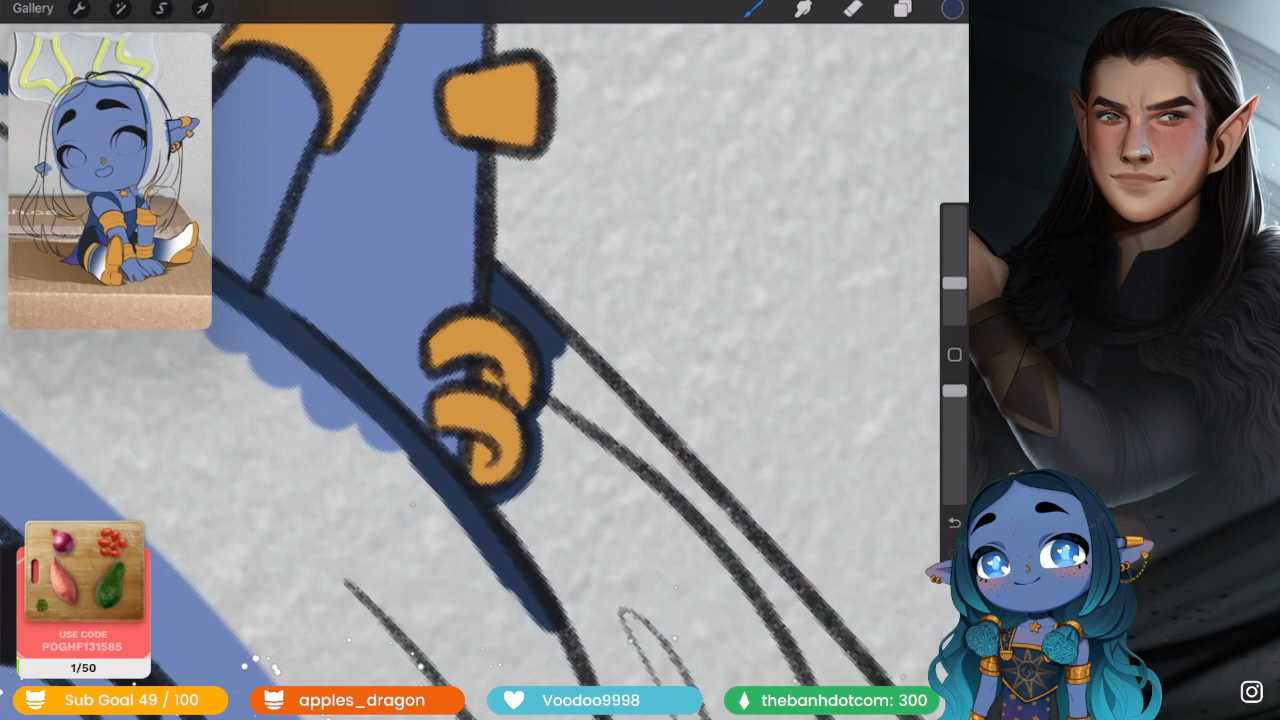 Gallery
USE CODE
POGHF131585
1/50
Sub Goal 49 / 100
apples_dragon
Voodoo9998
thebanhdotcom: 300